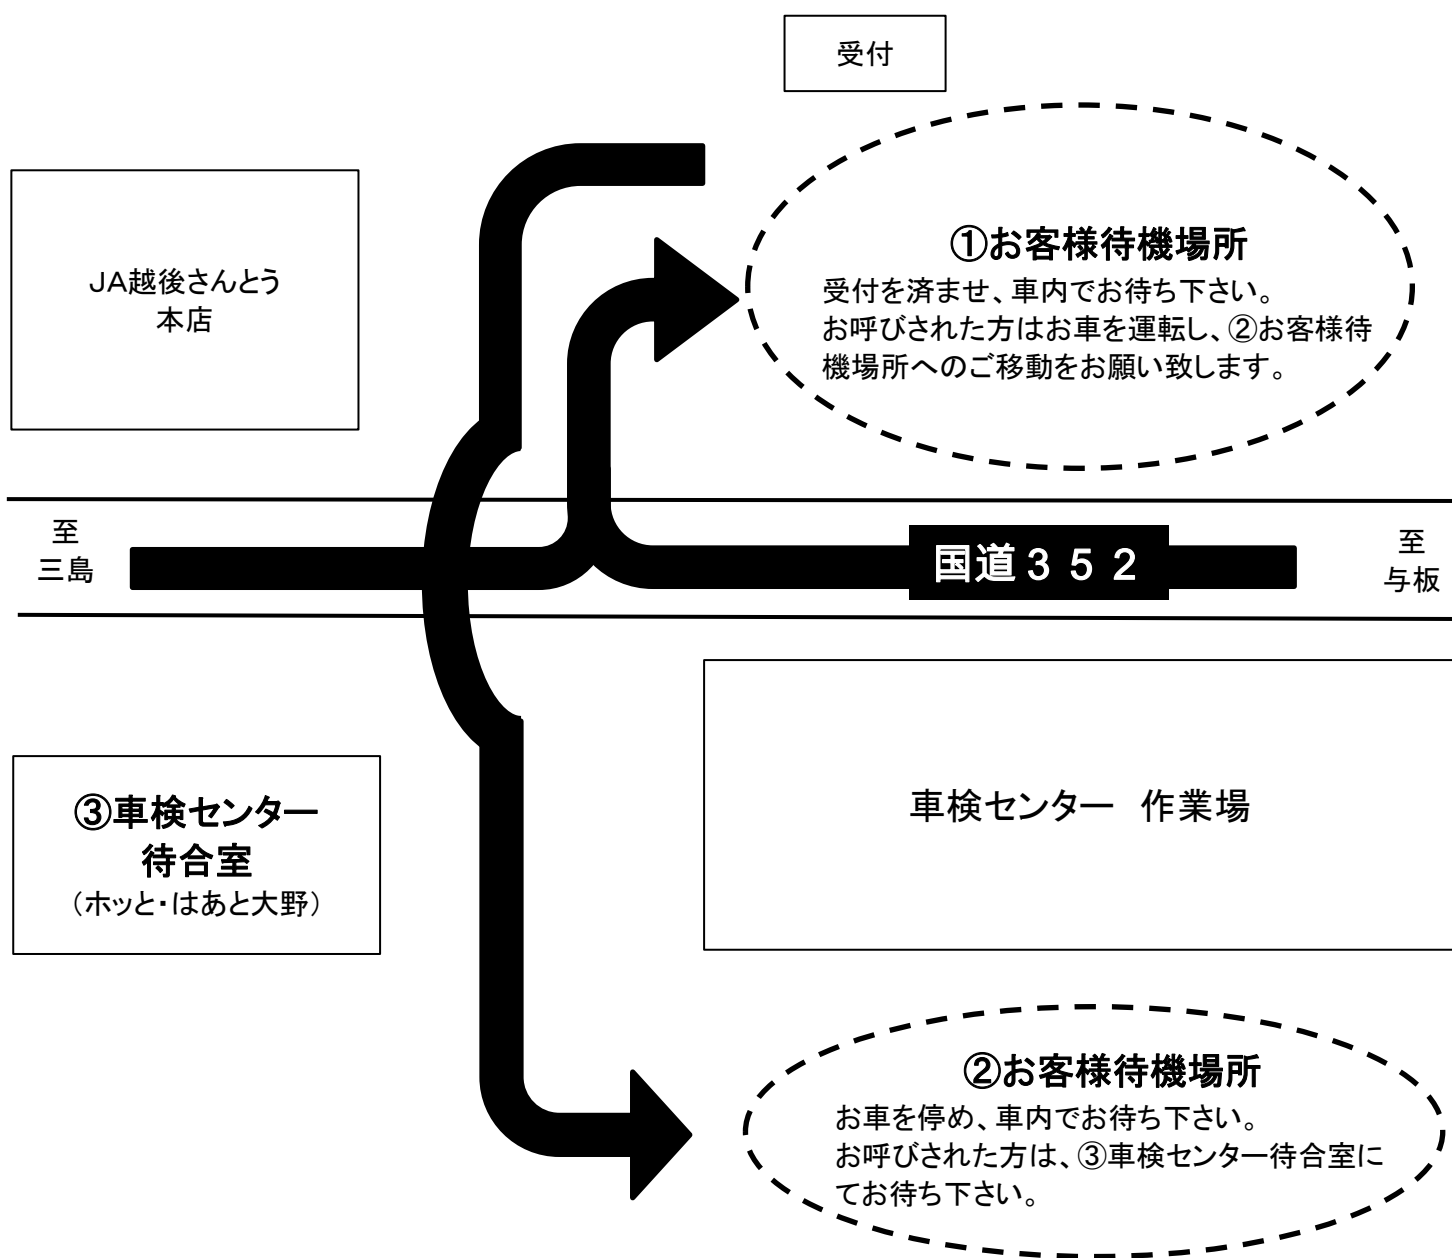 受付
JA越後さんとう
本店
①お客様待機場所
受付を済ませ、車内でお待ち下さい。
お呼びされた方はお車を運転し、②お客様待
機場所へのご移動をお願い致します。
至
三島
国道３５２
至
与板
車検センター 作業場
③車検センター
待合室
（ホッと・はあと大野）
②お客様待機場所
お車を停め、車内でお待ち下さい。
お呼びされた方は、③車検センター待合室に
てお待ち下さい。